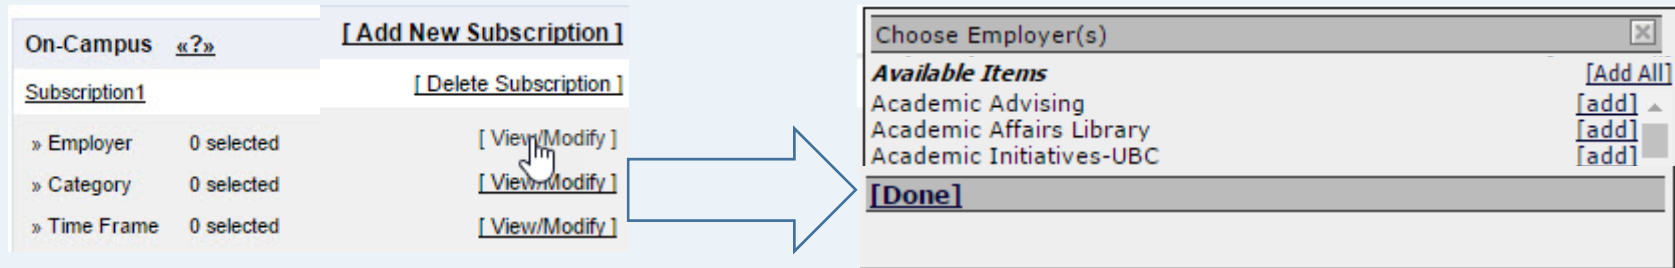 On-Campus «?» [ Add New Subscription ]
Subscription1 [ Delete Subscription ]
» Employer 0 selected [ View/Modify ]
» Category 0 selected [ View/Modify ]
» Time Frame 0 selected [ View/Modify ]
Choose Employer(s)
Available Items [Add All]
Academic Advising [add]
Academic Affairs Library [add]
Academic Initiatives-UBC [add]
[Done]